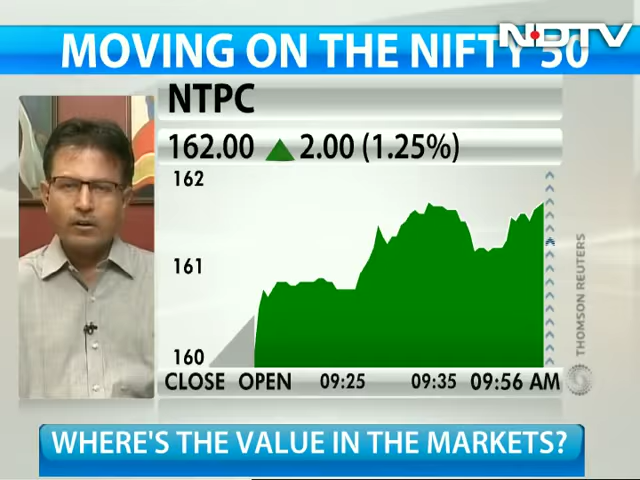 NDTV
MOVING ON THE NIFTY 50
NTPC
162.00 ▲ 2.00 (1.25%)
162
161
160
CLOSE OPEN 09:25 09:35 09:56 AM
THOMSON REUTERS
WHERE'S THE VALUE IN THE MARKETS?